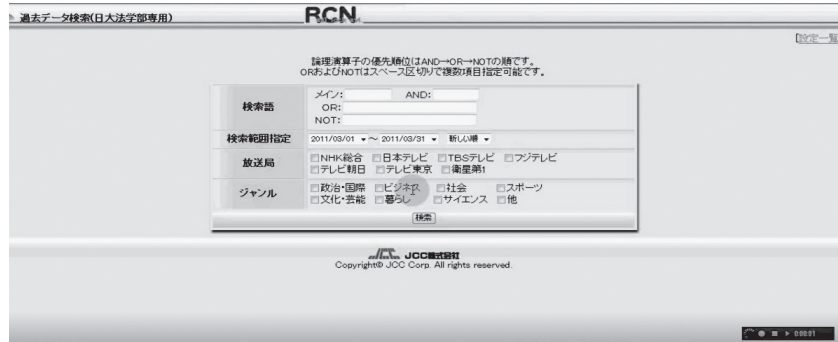 過去データ検索(日大法学部専用)
RCN
[設定一覧
論理演算子の優先順位はAND→OR→NOTの順です。
ORおよびNOTはスペース区切りで複数項目指定可能です。
検索語
メイン: AND:
OR:
NOT:
検索範囲指定 2011/03/01 ～ 2011/03/31 新しい順
放送局
□NHK総合 □日本テレビ □TBSテレビ □フジテレビ
□テレビ朝日 □テレビ東京 □衛星第1
ジャンル
□政治・国際 □ビジネス □社会 □スポーツ
□文化・芸能 □暮らし □サイエンス □他
検索
JCC JCC株式会社
Copyright© JCC Corp. All rights reserved.
0:00:01